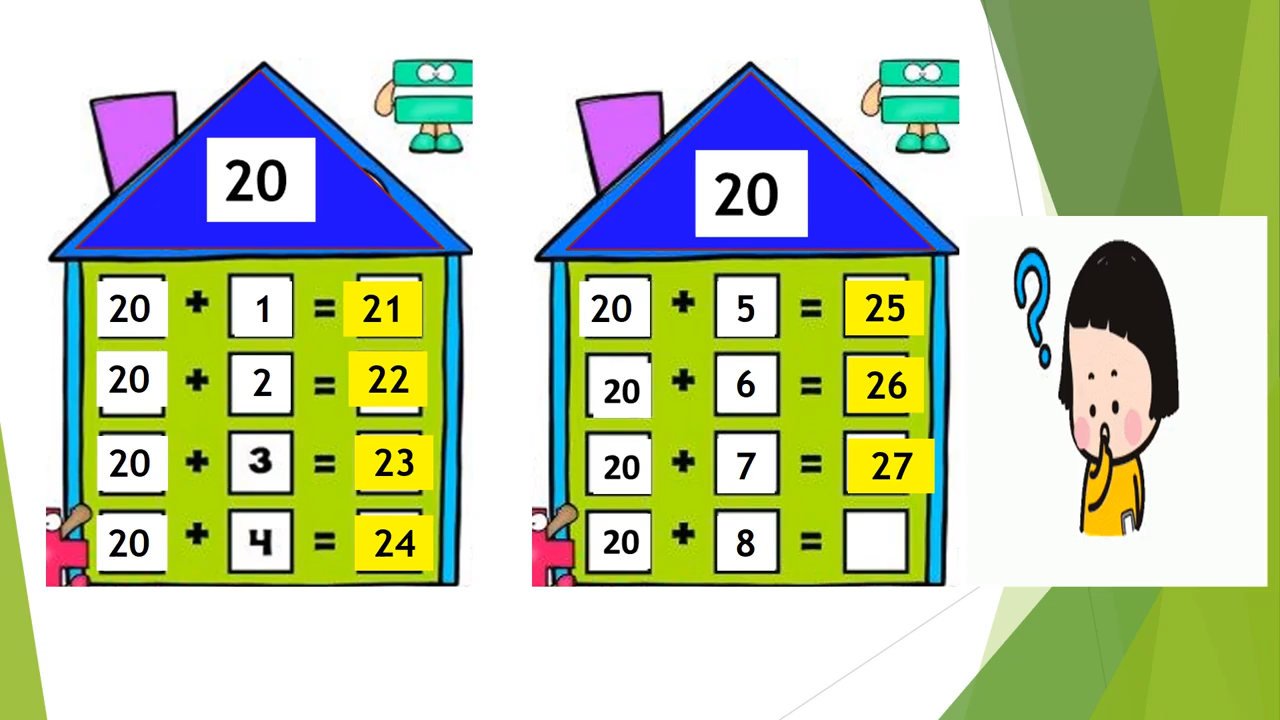 20
20 + 1 = 21
20 + 2 = 22
20 + 3 = 23
20 + 4 = 24
20
20 + 5 = 25
20 + 6 = 26
20 + 7 = 27
20 + 8 =
?